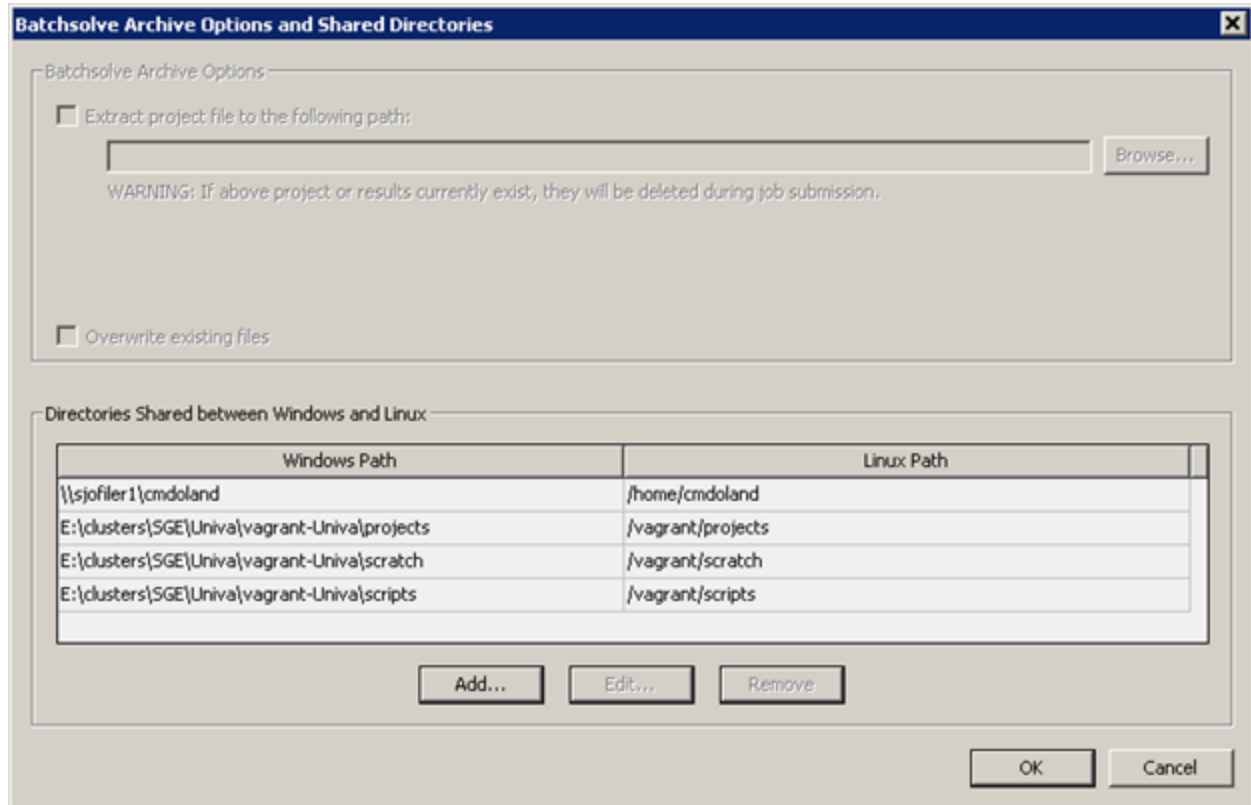 Batchsolve Archive Options and Shared Directories
Batchsolve Archive Options
Extract project file to the following path:
Browse...
WARNING: If above project or results currently exist, they will be deleted during job submission.
Overwrite existing files
Directories Shared between Windows and Linux
Windows Path Linux Path
\\sjofiler1\cmdoland /home/cmdoland
E:\clusters\SGE\Univa\vagrant-Univa\projects /vagrant/projects
E:\clusters\SGE\Univa\vagrant-Univa\scratch /vagrant/scratch
E:\clusters\SGE\Univa\vagrant-Univa\scripts /vagrant/scripts
Add... Edit... Remove
OK Cancel